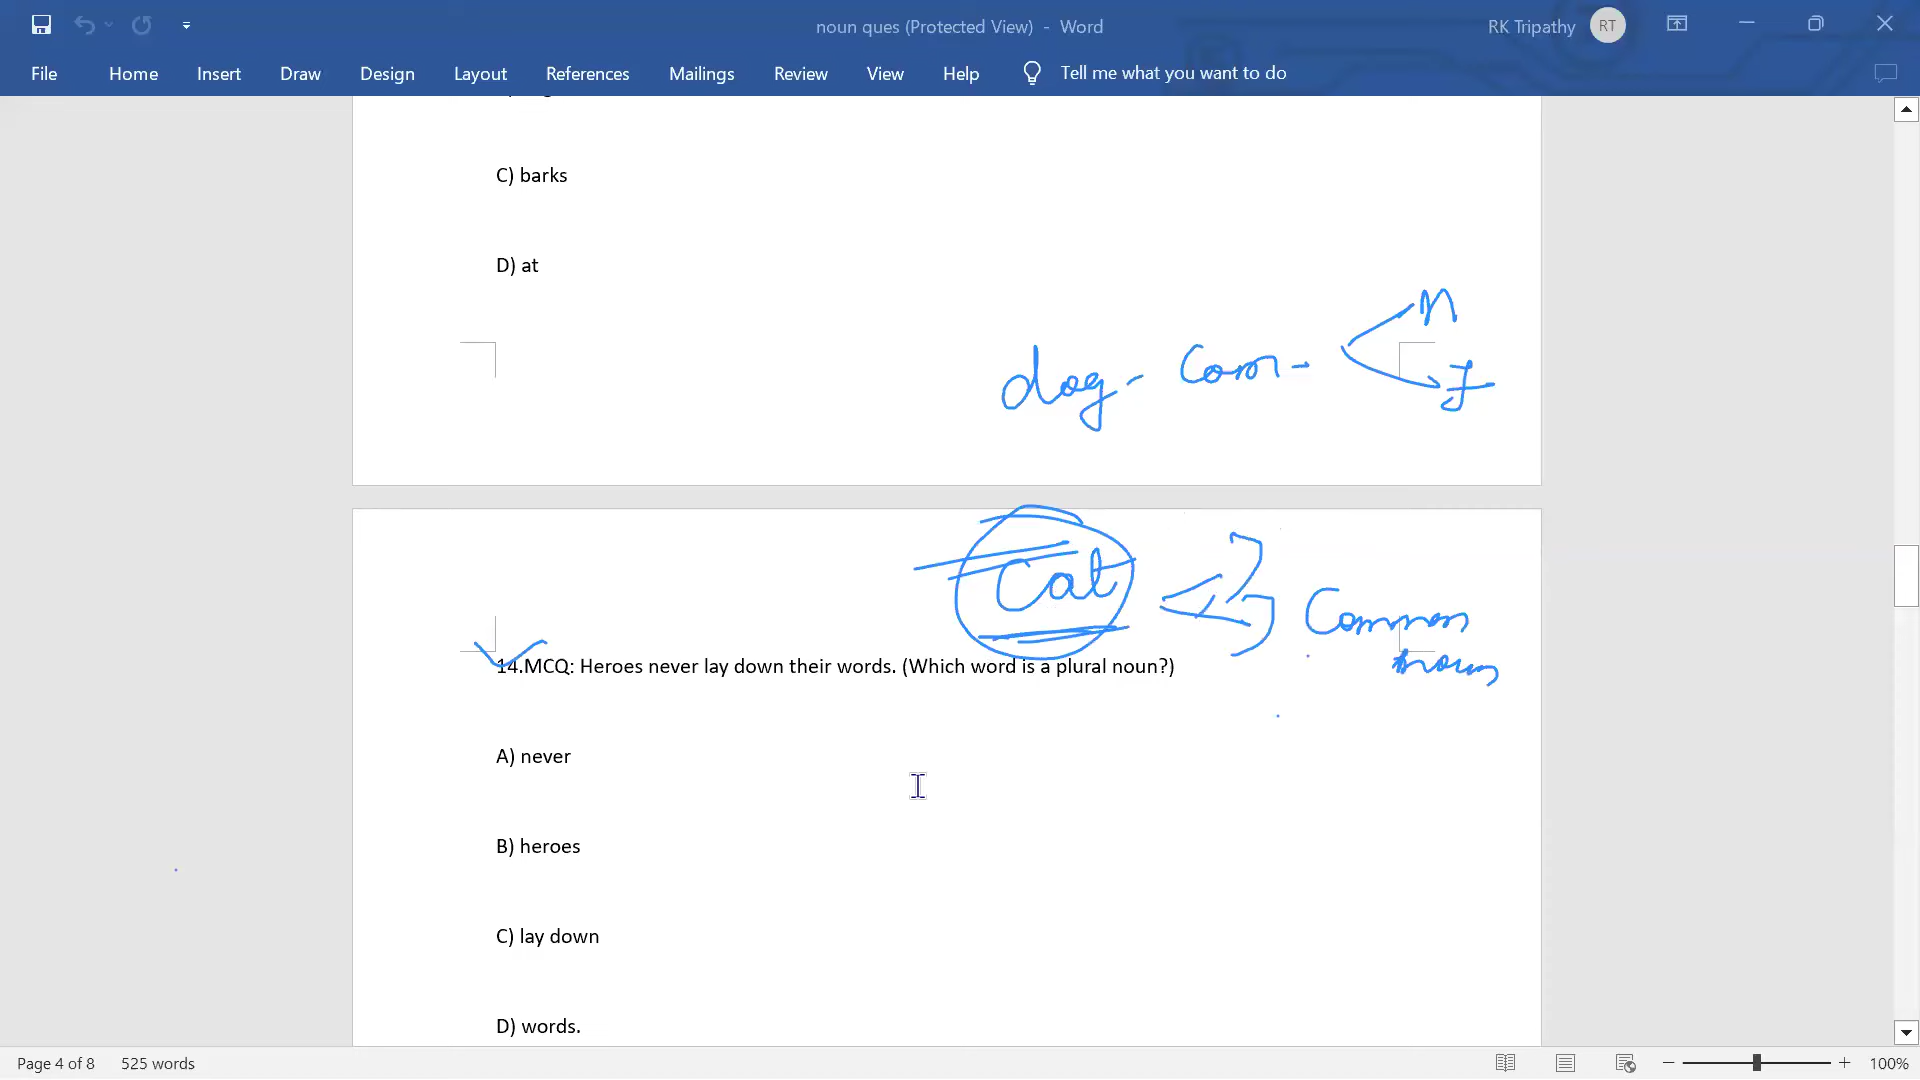 noun ques (Protected View) - Word
RK Tripathy RT
File Home Insert Draw Design Layout References Mailings Review View Help Tell me what you want to do
C) barks
D) at
dog - Com -
Cat
Common
noun
14.MCQ: Heroes never lay down their words. (Which word is a plural noun?)
A) never
B) heroes
C) lay down
D) words.
Page 4 of 8 525 words 100%